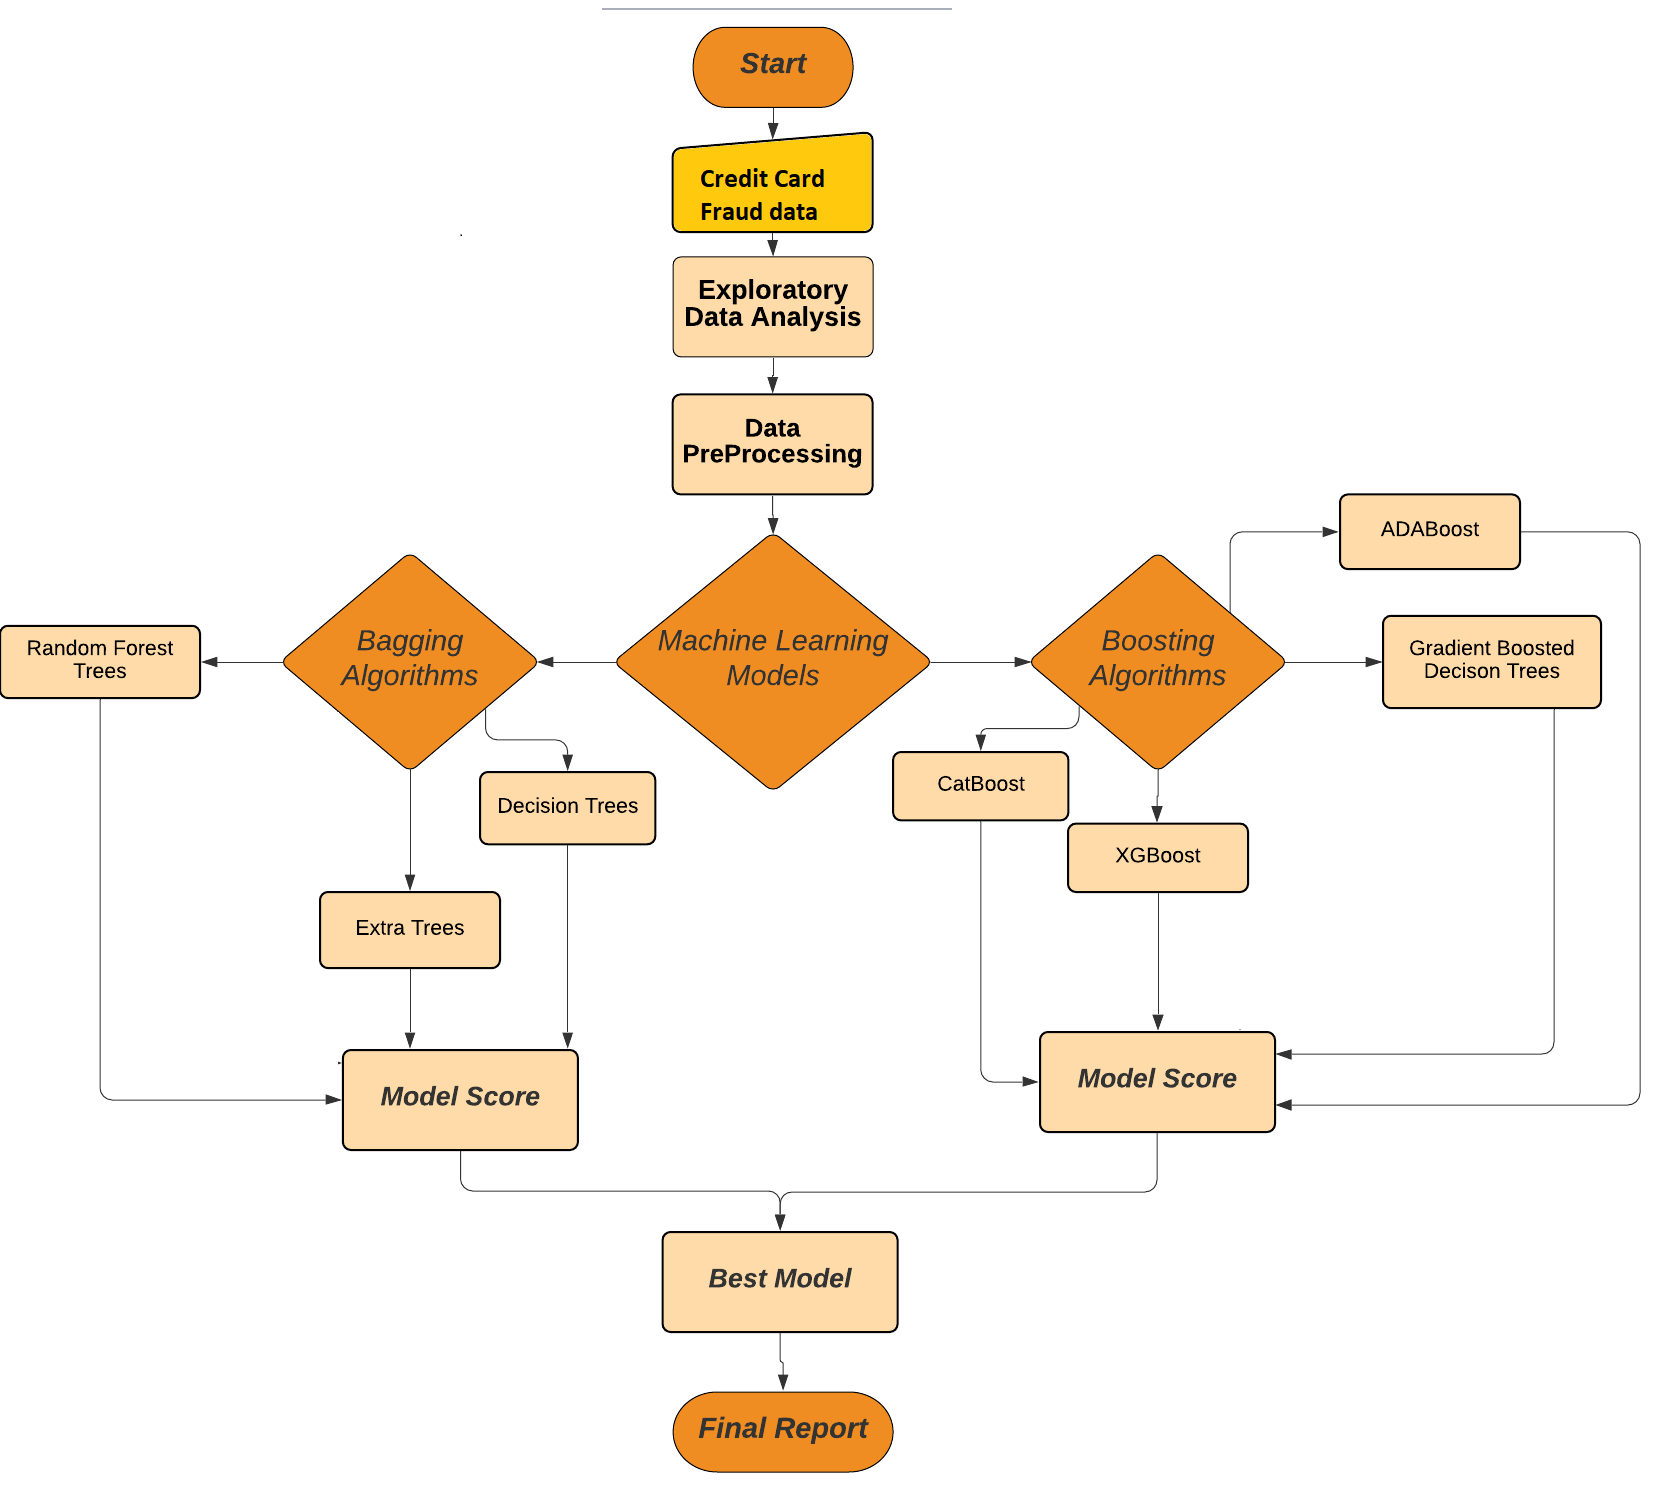 Start
Credit Card
Fraud data
Exploratory
Data Analysis
Data
PreProcessing
ADABoost
Random Forest
Trees
Bagging
Algorithms
Machine Learning
Models
Boosting
Algorithms
Gradient Boosted
Decison Trees
CatBoost
Decision Trees
XGBoost
Extra Trees
Model Score
Model Score
Best Model
Final Report